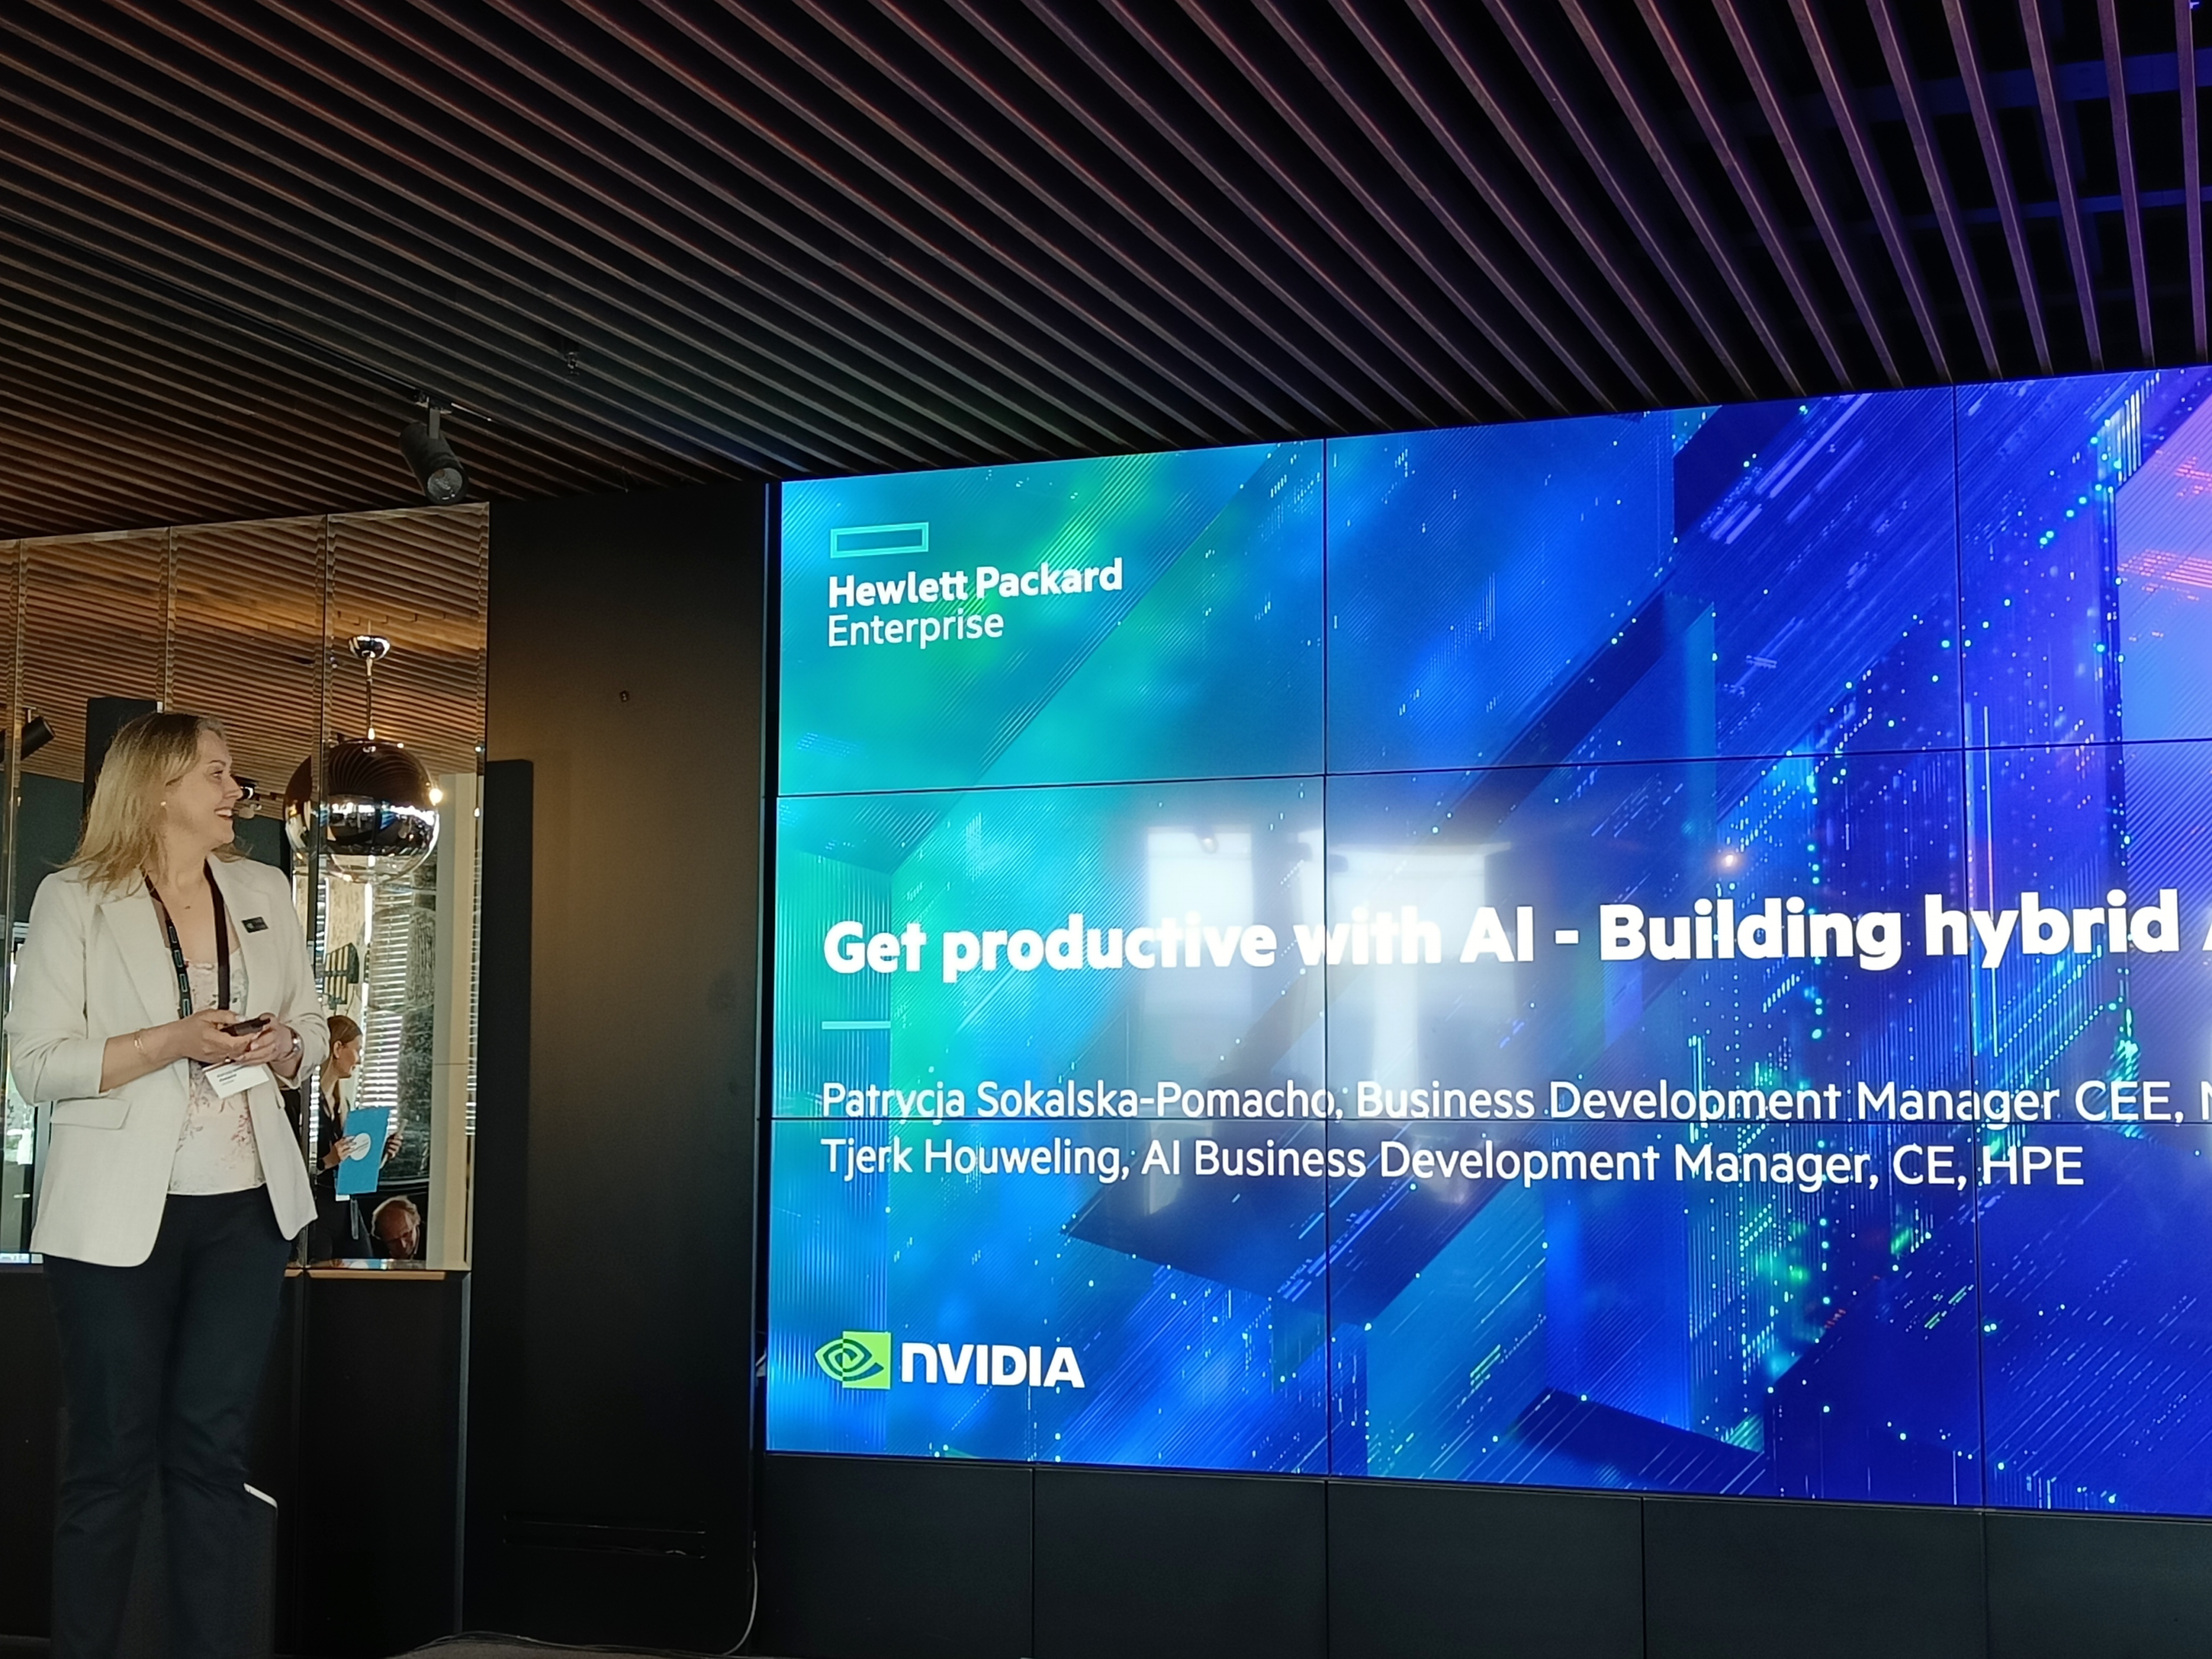 Hewlett Packard
Enterprise
Get productive with AI - Building hybrid
Patrycja Sokalska-Pomacho, Business Development Manager CEE,
Tjerk Houweling, AI Business Development Manager, CE, HPE
NVIDIA